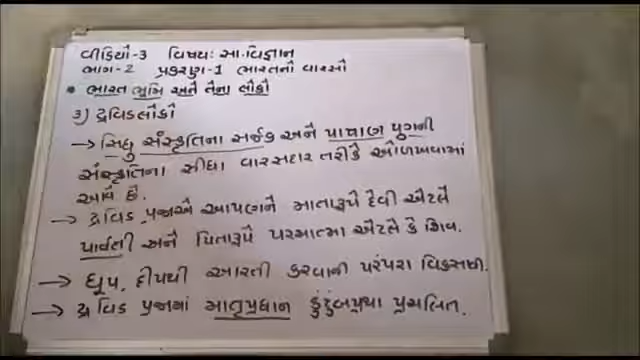 વીડિયો-3 વિષય: સા.વિજ્ઞાન
ભાગ-2 પ્રકરણ-1 ભારતનો વારસો
• ભારત ભૂમિ અને તેના લોકો
3) દ્રવિડલોકો
→ સિંધુ સંસ્કૃતિના સર્જક અને પાષાણ યુગની
સંસ્કૃતિના સીધા વારસદાર તરીકે ઓળખવામાં
આવે છે.
→ દ્રવિડ પ્રજાએ આપણને માતારૂપે દેવી એટલે
પાર્વતી અને પિતારૂપે પરમાત્મા એટલે કે શિવ.
→ ધૂપ, દીપથી આરતી કરવાની પરંપરા વિકસાવી.
→ દ્રવિડ પ્રજામાં માતૃપ્રધાન કુટુંબપ્રથા પ્રચલિત.